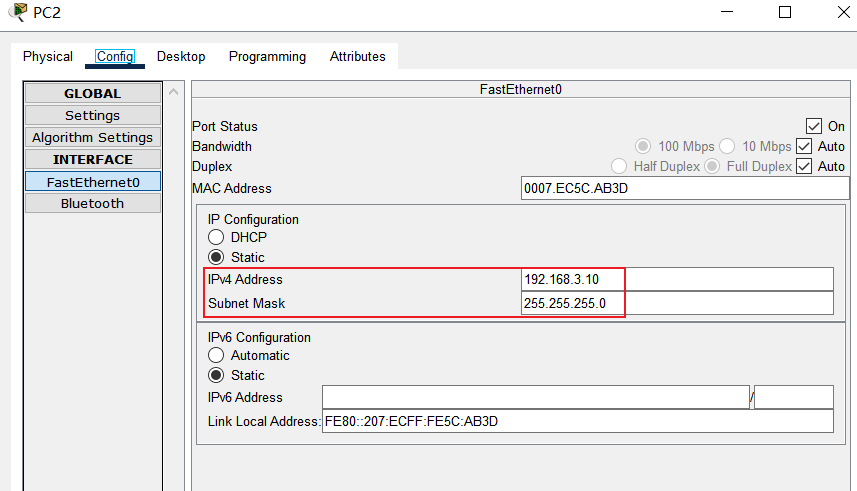 PC2
Physical Config Desktop Programming Attributes
GLOBAL
Settings
Algorithm Settings
INTERFACE
FastEthernet0
Bluetooth
FastEthernet0
Port Status On
Bandwidth 100 Mbps 10 Mbps Auto
Duplex Half Duplex Full Duplex Auto
MAC Address 0007.EC5C.AB3D
IP Configuration
DHCP
Static
IPv4 Address 192.168.3.10
Subnet Mask 255.255.255.0
IPv6 Configuration
Automatic
Static
IPv6 Address /
Link Local Address: FE80::207:ECFF:FE5C:AB3D